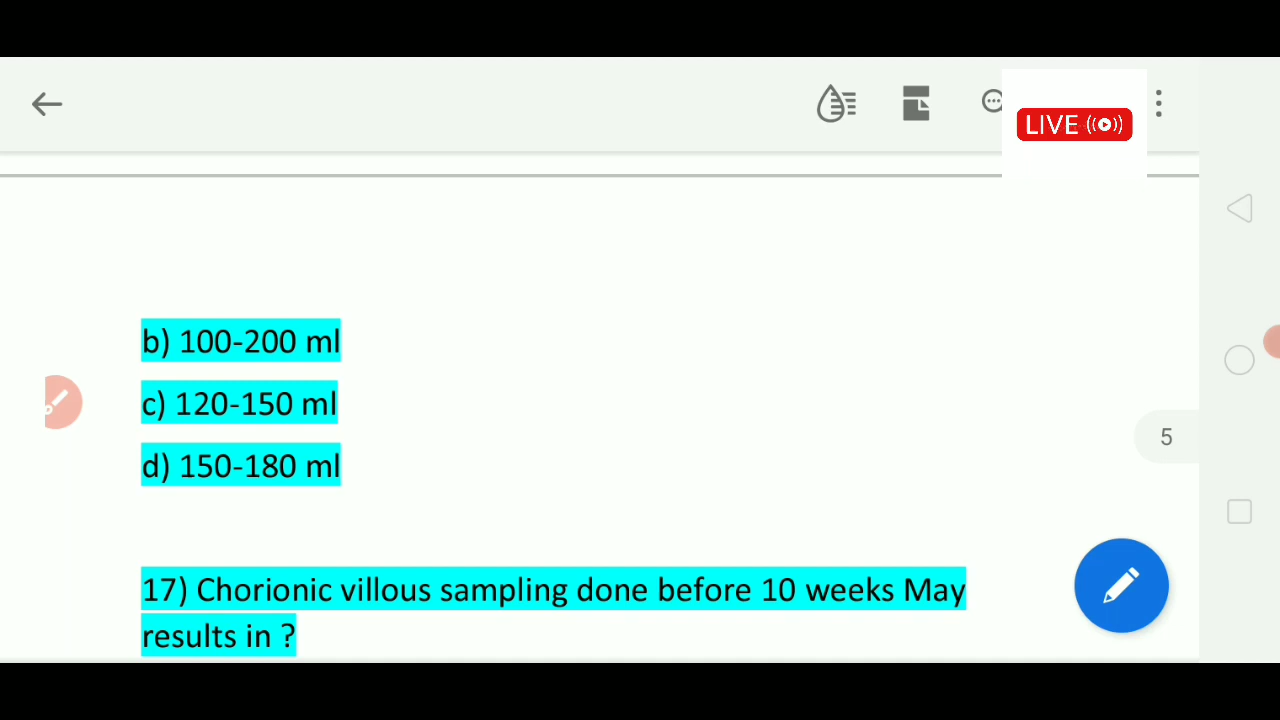 LIVE
b) 100-200 ml
c) 120-150 ml
5
d) 150-180 ml
17) Chorionic villous sampling done before 10 weeks May
results in ?